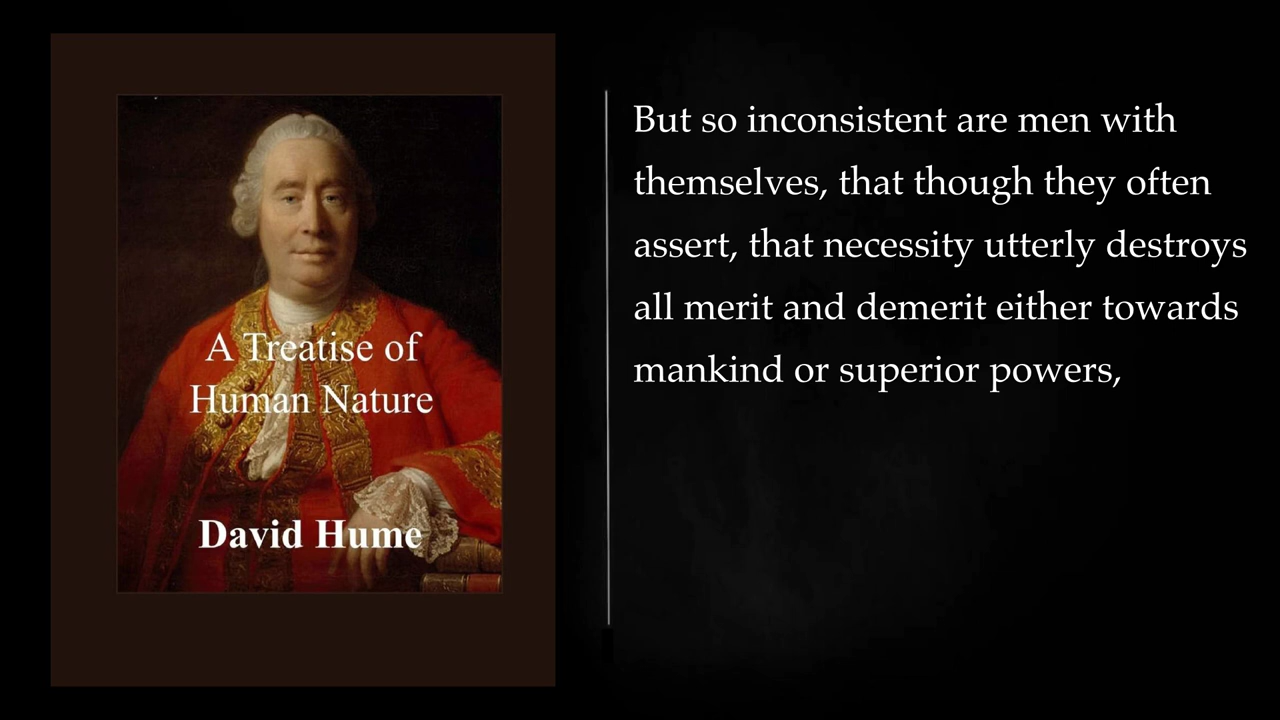 A Treatise of
Human Nature
David Hume
But so inconsistent are men with
themselves, that though they often
assert, that necessity utterly destroys
all merit and demerit either towards
mankind or superior powers,